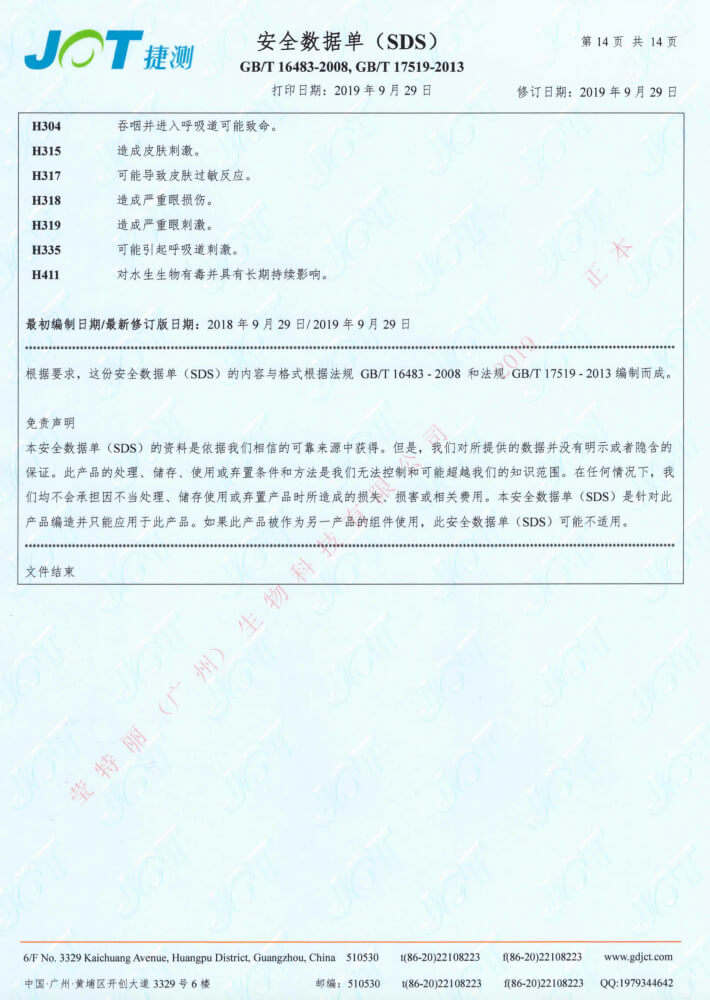 JCT 捷测
安全数据单（SDS）
GB/T 16483-2008, GB/T 17519-2013
打印日期：2019 年 9 月 29 日
第 14 页 共 14 页
修订日期：2019 年 9 月 29 日
H304 吞咽并进入呼吸道可能致命。
H315 造成皮肤刺激。
H317 可能导致皮肤过敏反应。
H318 造成严重眼损伤。
H319 造成严重眼刺激。
H335 可能引起呼吸道刺激。
H411 对水生生物有毒并具有长期持续影响。
最初编制日期/最新修订版日期：2018 年 9 月 29 日/ 2019 年 9 月 29 日
根据要求，这份安全数据单（SDS）的内容与格式根据法规 GB/T 16483 - 2008 和法规 GB/T 17519 - 2013 编制而成。
免责声明
本安全数据单（SDS）的资料是依据我们相信的可靠来源中获得。但是，我们对所提供的数据并没有明示或者隐含的
保证。此产品的处理、储存、使用或弃置条件和方法是我们无法控制和可能超越我们的知识范围。在任何情况下，我
们均不会承担因不当处理、储存使用或弃置产品时所造成的损失、损害或相关费用。本安全数据单（SDS）是针对此
产品编造并只能应用于此产品。如果此产品被作为另一产品的组件使用，此安全数据单（SDS）可能不适用。
文件结束
莹特丽（广州）生物科技有限公司 2019 正本
6/F No. 3329 Kaichuang Avenue, Huangpu District, Guangzhou, China 510530 t(86-20)22108223 f(86-20)22108223 www.gdjct.com
中国·广州·黄埔区开创大道 3329 号 6 楼 邮编：510530 t(86-20)22108223 f(86-20)22108223 QQ:1979344642